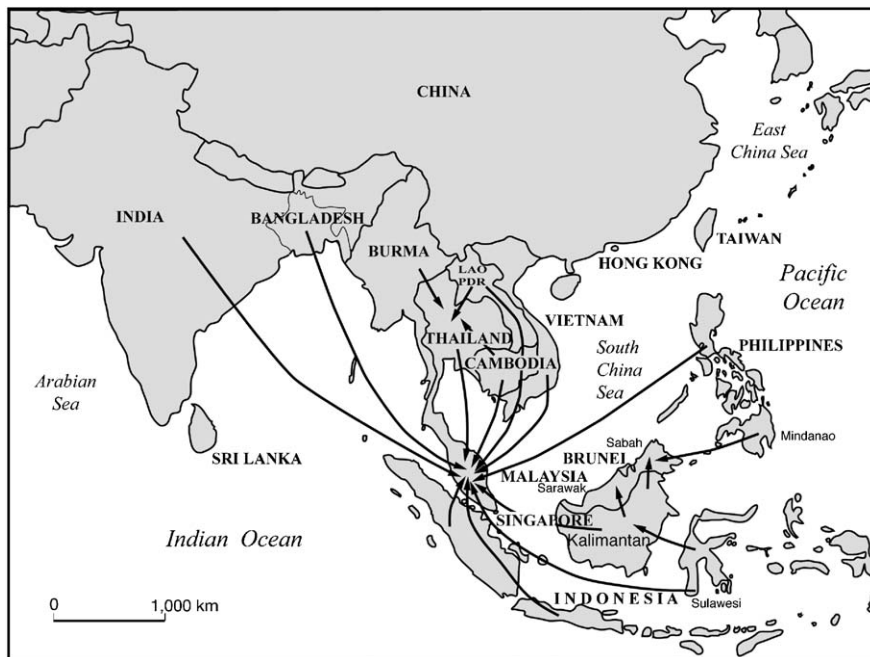 CHINA
East
China Sea
INDIA
BANGLADESH
BURMA
LAO
PDR
TAIWAN
HONG KONG
Pacific
Ocean
VIETNAM
THAILAND
CAMBODIA
South
China
Sea
PHILIPPINES
Arabian
Sea
SRI LANKA
Sabah
Mindanao
BRUNEI
MALAYSIA
Sarawak
SINGAPORE
Kalimantan
Indian Ocean
INDONESIA
Sulawesi
0
1,000 km